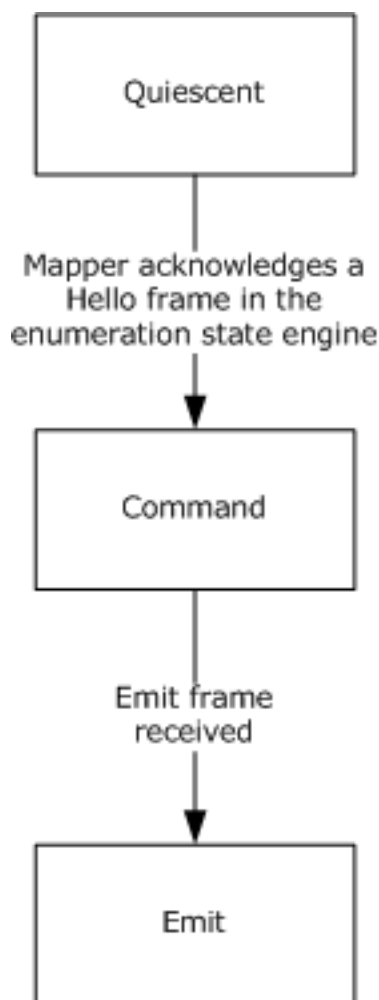 Quiescent
Mapper acknowledges a
Hello frame in the
enumeration state engine
Command
Emit frame
received
Emit